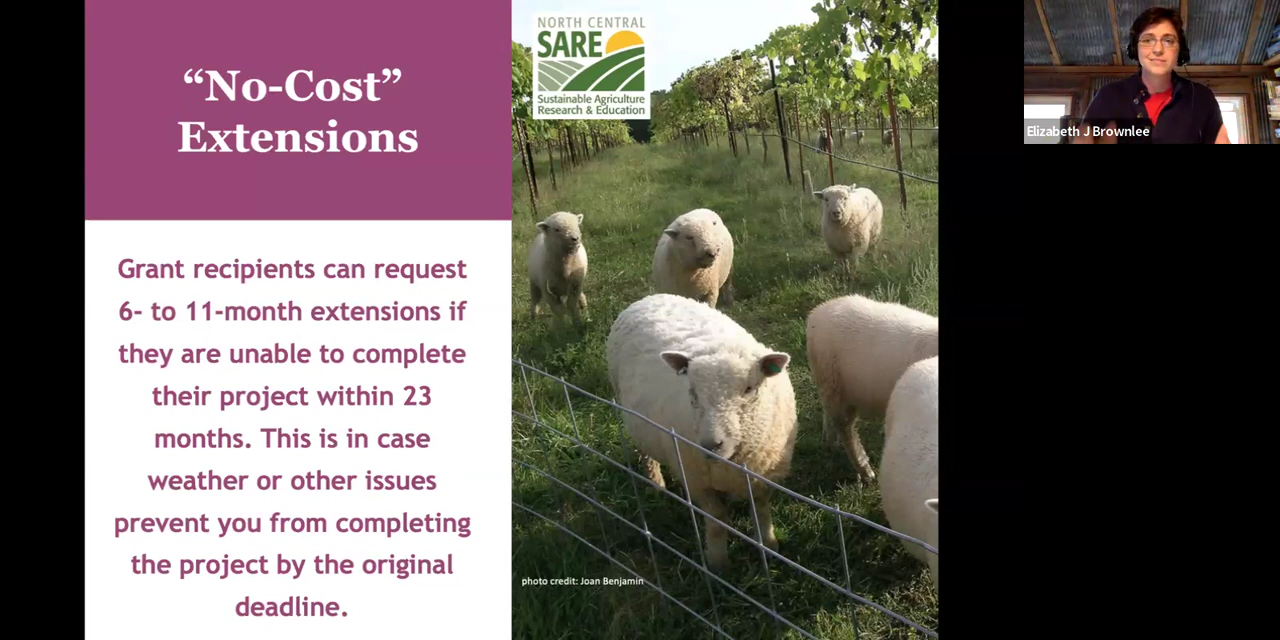 “No-Cost”
Extensions
Grant recipients can request
6- to 11-month extensions if
they are unable to complete
their project within 23
months. This is in case
weather or other issues
prevent you from completing
the project by the original
deadline.
NORTH CENTRAL
SARE
Sustainable Agriculture
Research & Education
photo credit: Joan Benjamin
Elizabeth J Brownlee